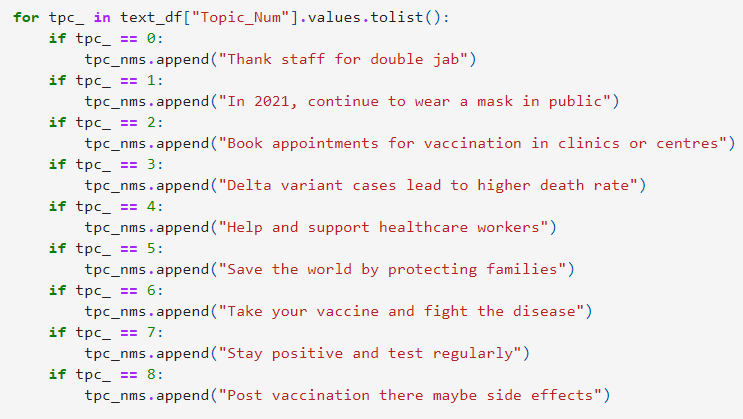 for tpc_ in text_df["Topic_Num"].values.tolist():
    if tpc_ == 0:
        tpc_nms.append("Thank staff for double jab")
    if tpc_ == 1:
        tpc_nms.append("In 2021, continue to wear a mask in public")
    if tpc_ == 2:
        tpc_nms.append("Book appointments for vaccination in clinics or centres")
    if tpc_ == 3:
        tpc_nms.append("Delta variant cases lead to higher death rate")
    if tpc_ == 4:
        tpc_nms.append("Help and support healthcare workers")
    if tpc_ == 5:
        tpc_nms.append("Save the world by protecting families")
    if tpc_ == 6:
        tpc_nms.append("Take your vaccine and fight the disease")
    if tpc_ == 7:
        tpc_nms.append("Stay positive and test regularly")
    if tpc_ == 8:
        tpc_nms.append("Post vaccination there maybe side effects")